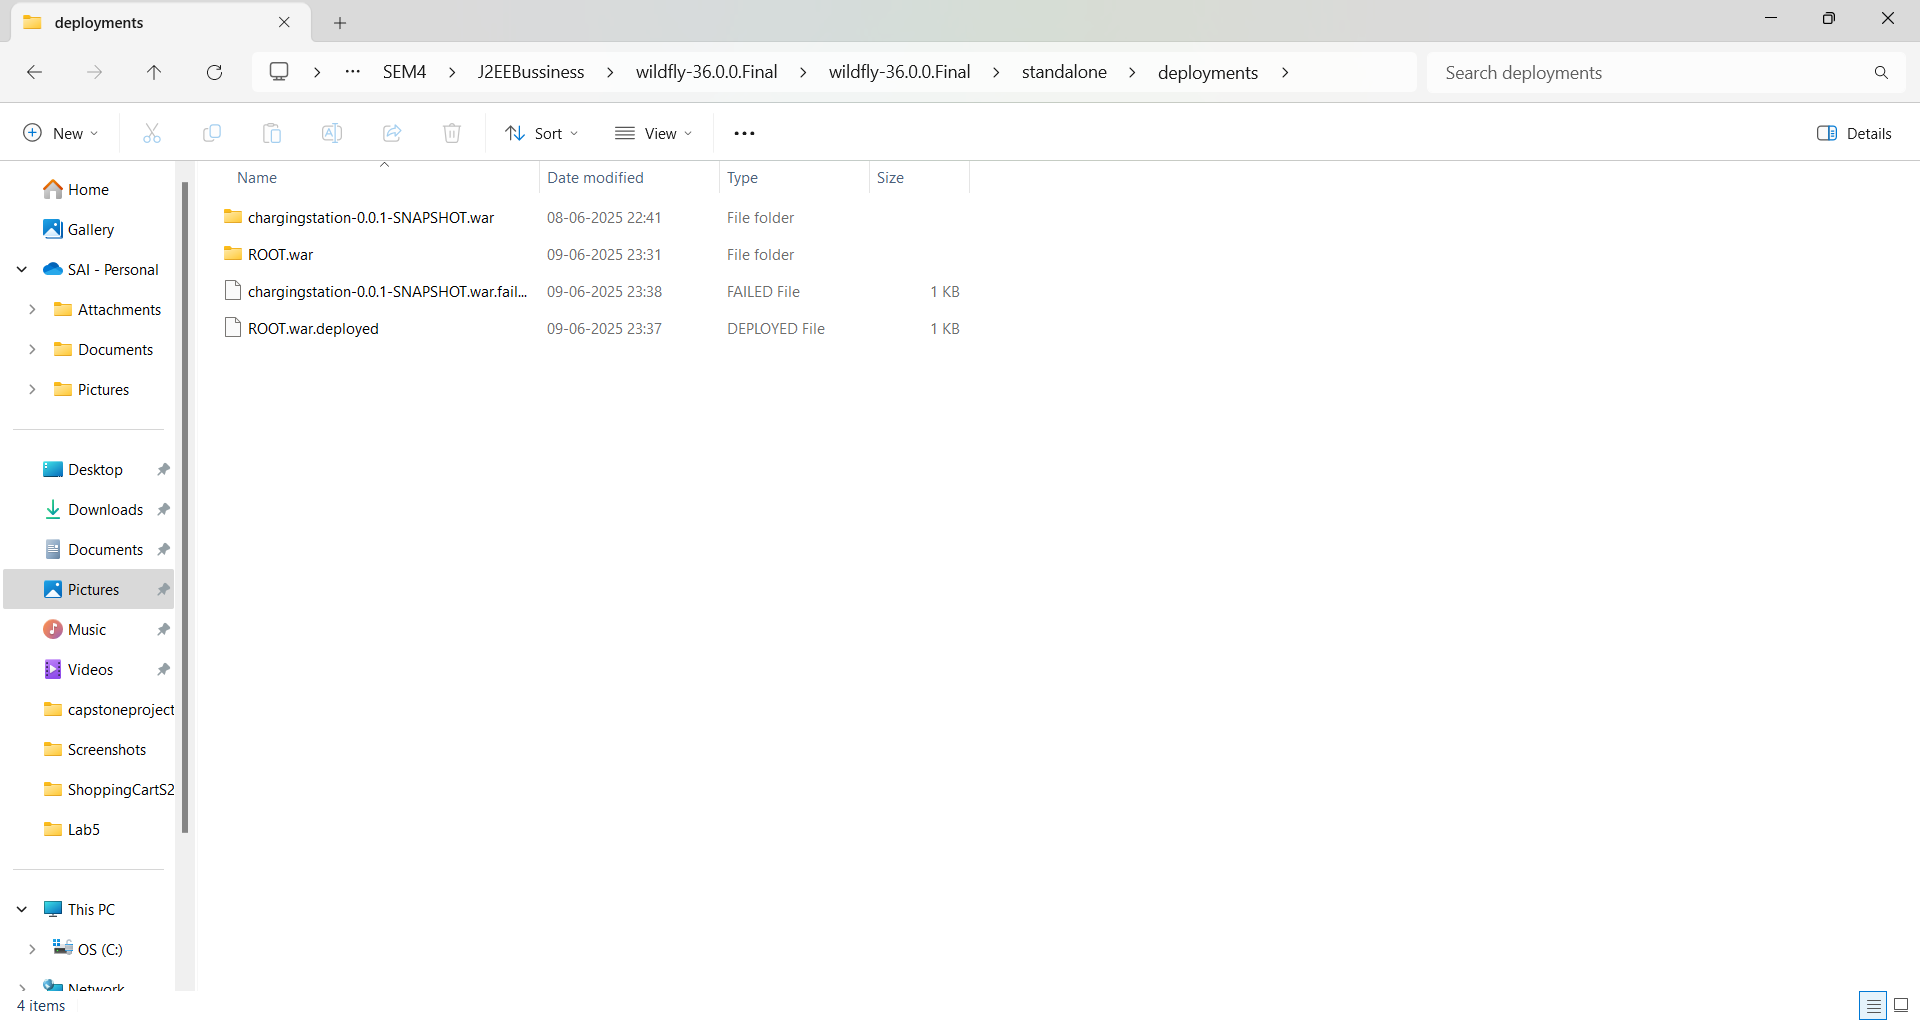 deployments
SEM4
J2EEBussiness
wildfly-36.0.0.Final
wildfly-36.0.0.Final
standalone
deployments
Search deployments
New
Sort
View
Details
Name
Date modified
Type
Size
chargingstation-0.0.1-SNAPSHOT.war
08-06-2025 22:41
File folder
ROOT.war
09-06-2025 23:31
File folder
chargingstation-0.0.1-SNAPSHOT.war.fail...
09-06-2025 23:38
FAILED File
1 KB
ROOT.war.deployed
09-06-2025 23:37
DEPLOYED File
1 KB
Home
Gallery
SAI - Personal
Attachments
Documents
Pictures
Desktop
Downloads
Documents
Pictures
Music
Videos
capstoneproject
Screenshots
ShoppingCartS2
Lab5
This PC
OS (C:)
Network
4 items